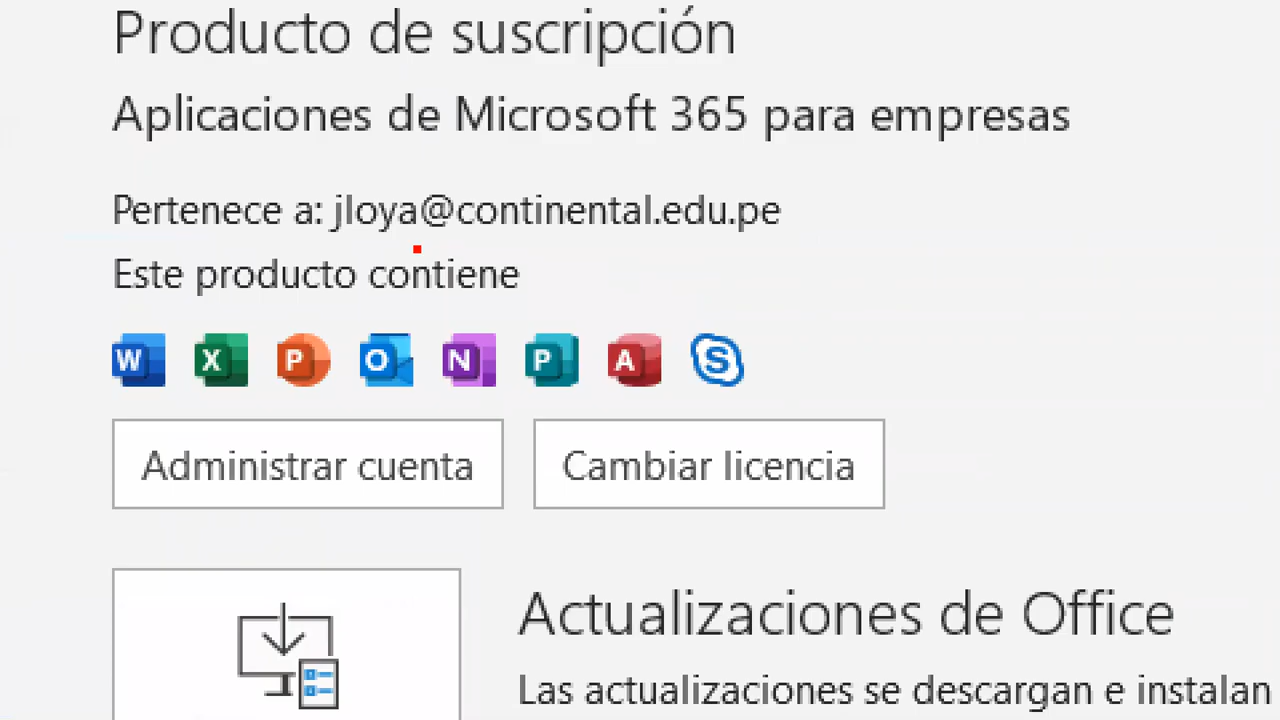 Producto de suscripción
Aplicaciones de Microsoft 365 para empresas
Pertenece a: jloya@continental.edu.pe
Este producto contiene
W X P O N P A S
Administrar cuenta
Cambiar licencia
Actualizaciones de Office
Las actualizaciones se descargan e instalan